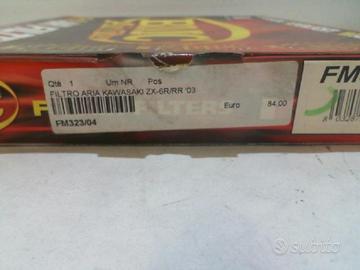 Qtà 1 Um NR Pos
FILTRO ARIA KAWASAKI ZX-6R/RR '03
Euro 84,00
FM323/04
FILTERS
FM
subito